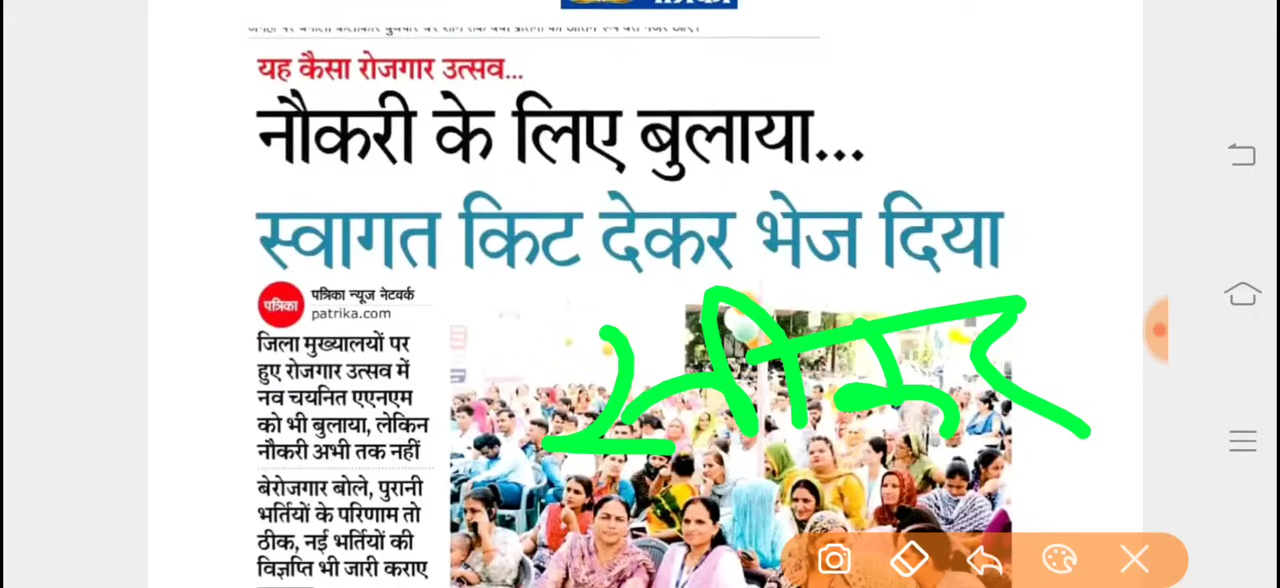 यह कैसा रोजगार उत्सव...
नौकरी के लिए बुलाया...
स्वागत किट देकर भेज दिया
पत्रिका
पत्रिका न्यूज नेटवर्क
patrika.com
जिला मुख्यालयों पर
हुए रोजगार उत्सव में
नव चयनित एएनएम
को भी बुलाया, लेकिन
नौकरी अभी तक नहीं
बेरोजगार बोले, पुरानी
भर्तियों के परिणाम तो
ठीक, नई भर्तियों की
विज्ञप्ति भी जारी कराए